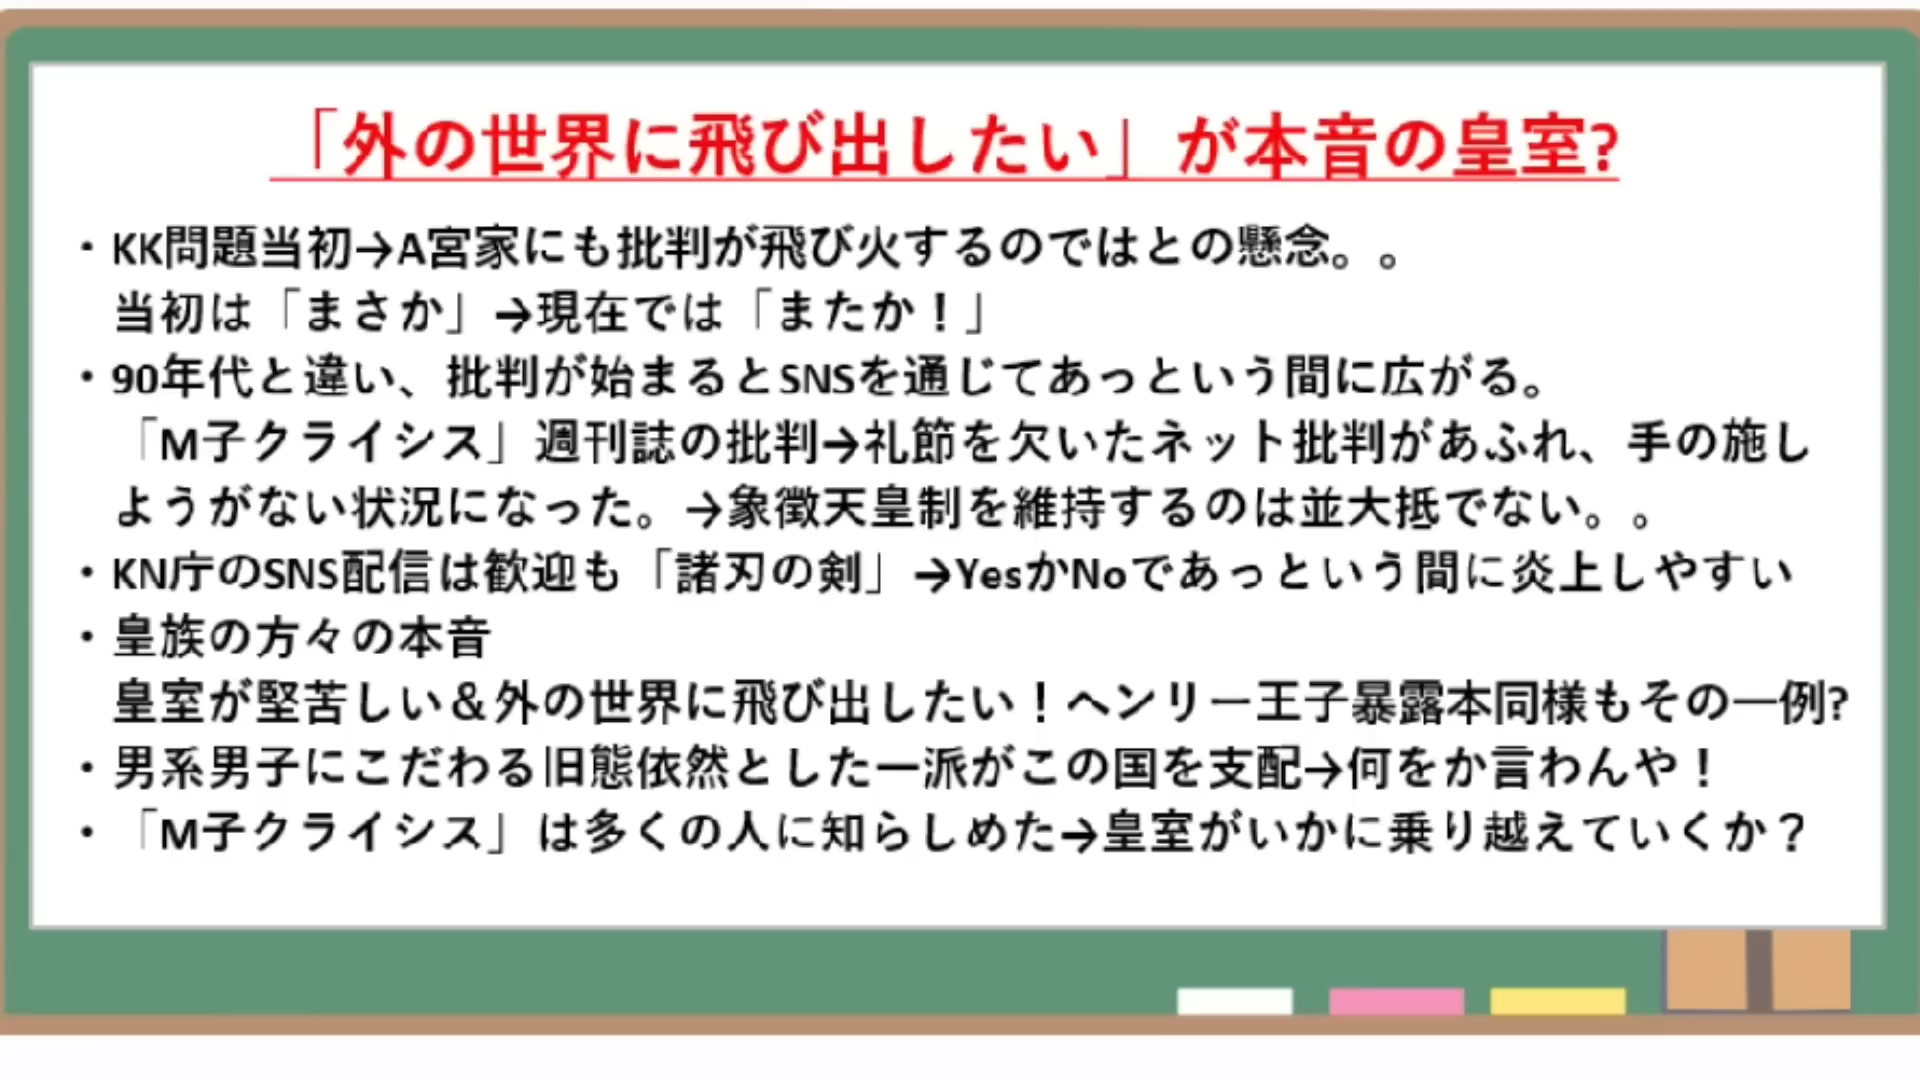 「外の世界に飛び出したい」が本音の皇室?
・KK問題当初→A宮家にも批判が飛び火するのではとの懸念。。
当初は「まさか」→現在では「またか！」
・90年代と違い、批判が始まるとSNSを通じてあっという間に広がる。
「M子クライシス」週刊誌の批判→礼節を欠いたネット批判があふれ、手の施し
ようがない状況になった。→象徴天皇制を維持するのは並大抵でない。。
・KN庁のSNS配信は歓迎も「諸刃の剣」→YesかNoであっという間に炎上しやすい
・皇族の方々の本音
皇室が堅苦しい＆外の世界に飛び出したい！ヘンリー王子暴露本同様もその一例?
・男系男子にこだわる旧態依然とした一派がこの国を支配→何をか言わんや！
・「M子クライシス」は多くの人に知らしめた→皇室がいかに乗り越えていくか？